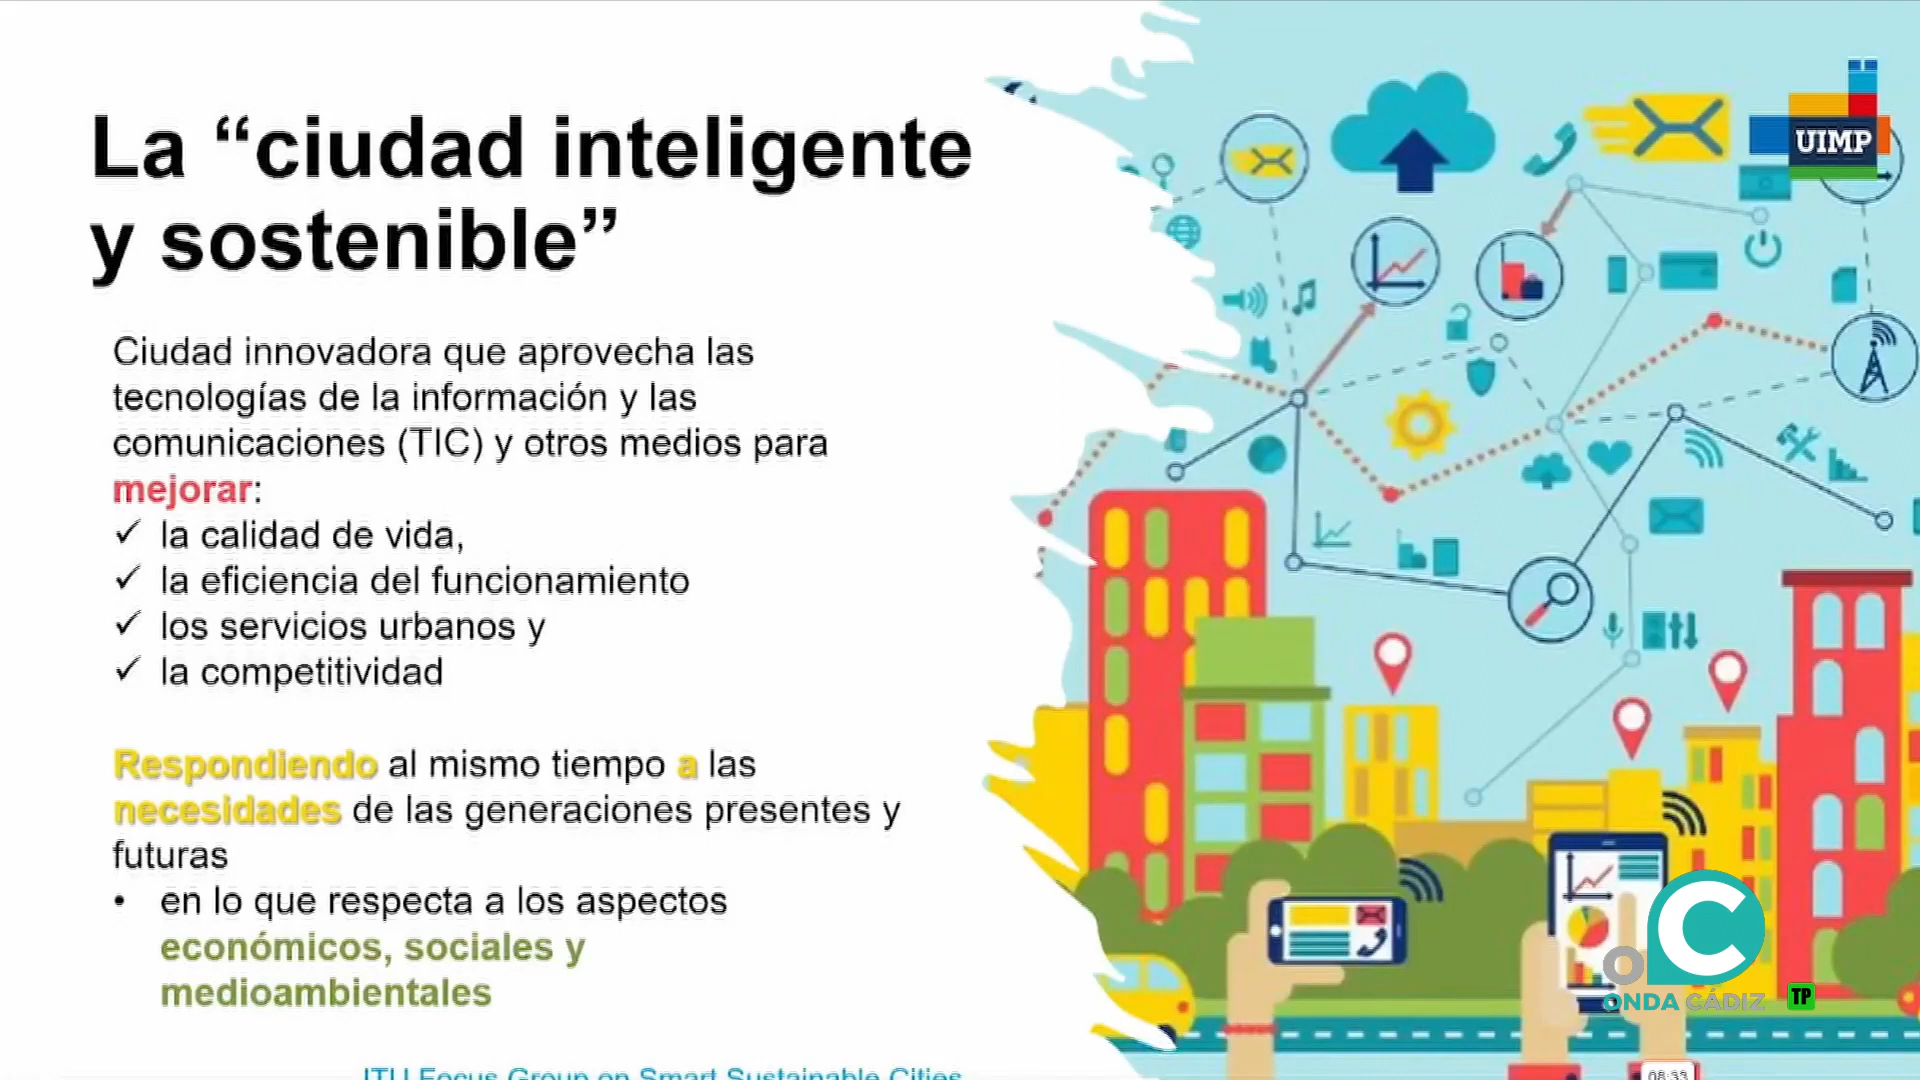 La “ciudad inteligente
y sostenible”
UIMP
Ciudad innovadora que aprovecha las
tecnologías de la información y las
comunicaciones (TIC) y otros medios para
mejorar:
✓ la calidad de vida,
✓ la eficiencia del funcionamiento
✓ los servicios urbanos y
✓ la competitividad
Respondiendo al mismo tiempo a las
necesidades de las generaciones presentes y
futuras
• en lo que respecta a los aspectos
económicos, sociales y
medioambientales
OC
ONDA CÁDIZ TP
ITU Focus Group on Smart Sustainable Cities
08:33